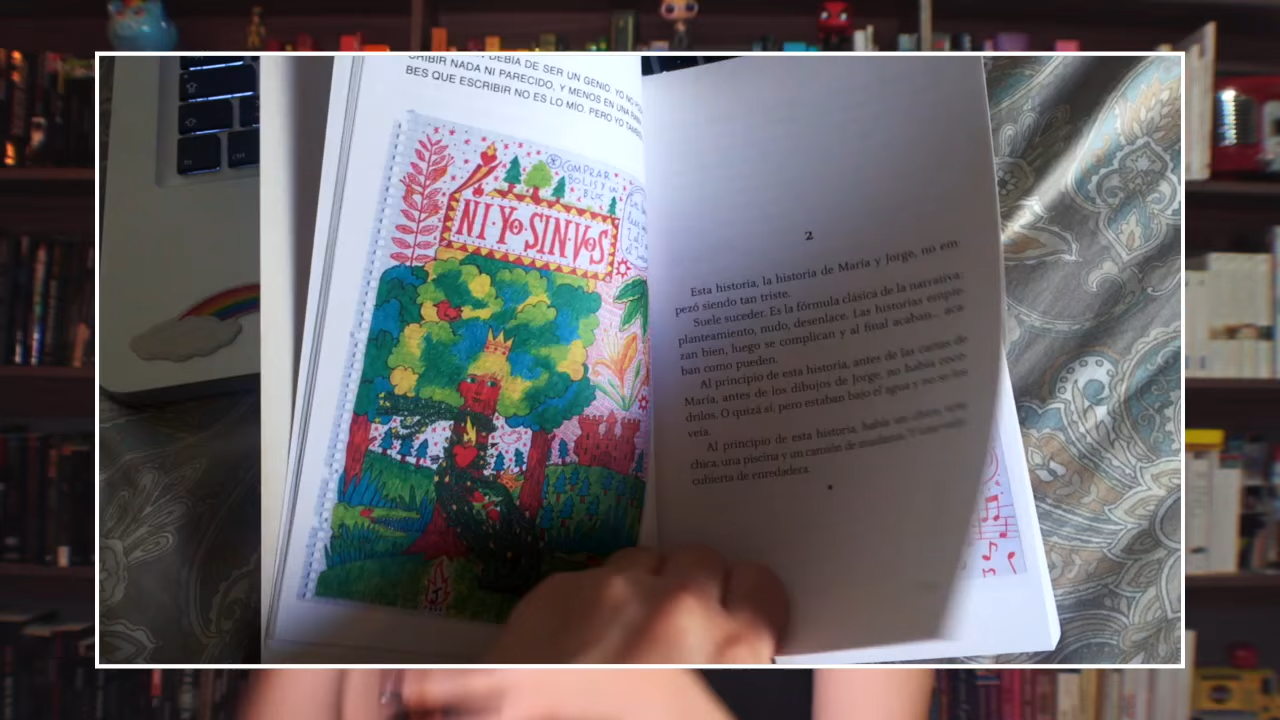 DEBÍA DE SER UN GENIO. YO NO
CRIBIR NADA NI PARECIDO, Y MENOS EN UNA
BES QUE ESCRIBIR NO ES LO MÍO. PERO YO
COMPRAR
BOLIS Y UN
BLOC
NI·YO·SIN·VOS
J
2
Esta historia, la historia de María y Jorge, no em-
pezó siendo tan triste.
Suele suceder. Es la fórmula clásica de la narrativa:
planteamiento, nudo, desenlace. Las historias empie-
zan bien, luego se complican y al final acaban... aca-
ban como pueden.
Al principio de esta historia, antes de las cartas de
María, antes de los dibujos de Jorge, no había coco-
drilos. O quizá sí, pero estaban bajo el agua y no se los
veía.
Al principio de esta historia, había un chico, una
chica, una piscina y un camión de mudanza. Y una
cubierta de enredadera.
*
ctrl